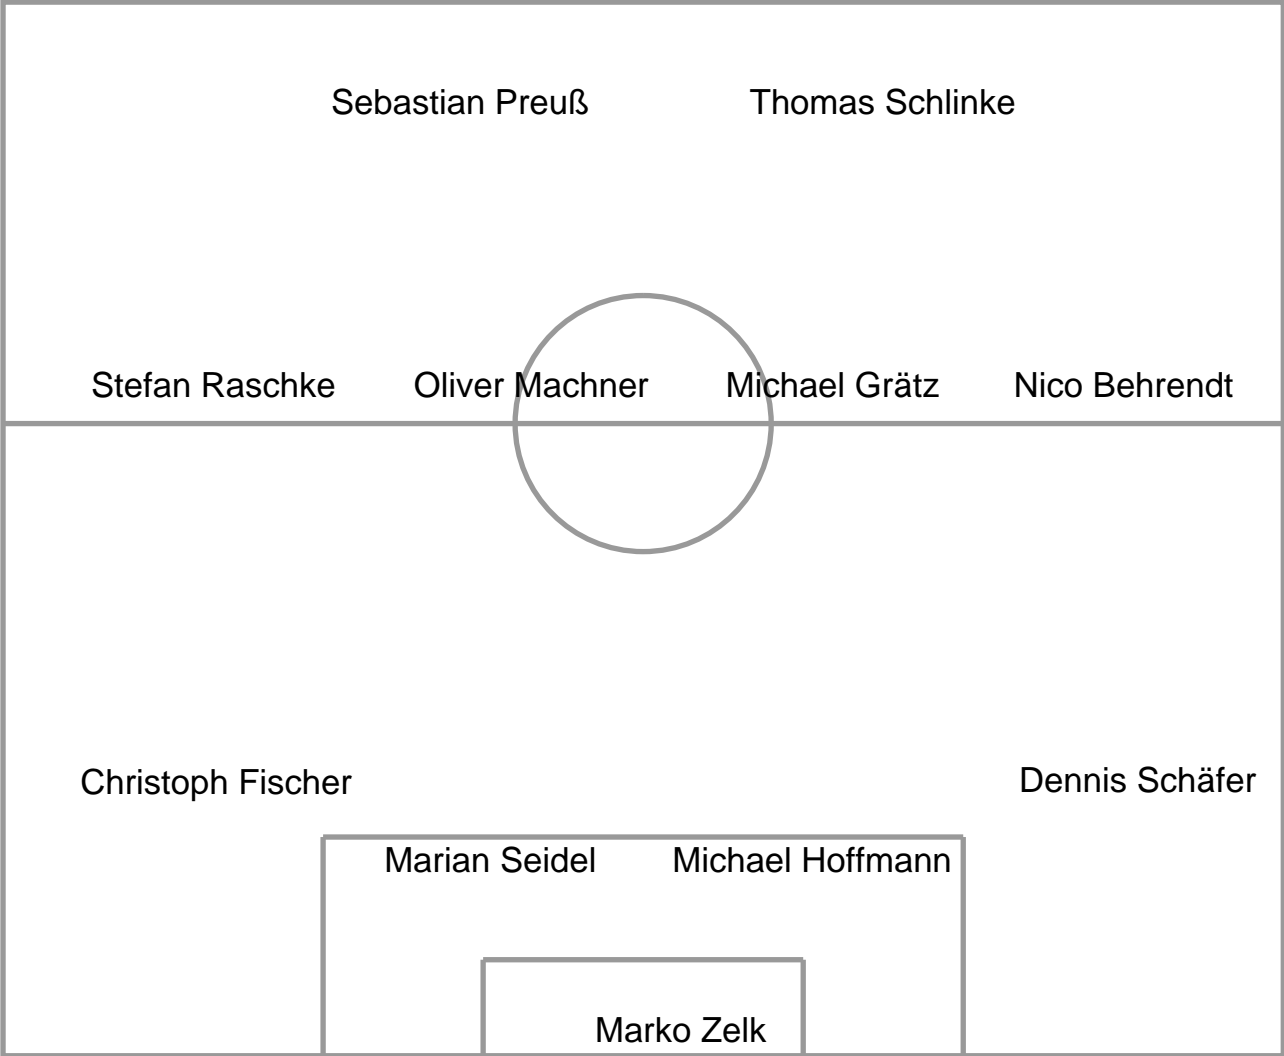 Sebastian Preuß Thomas Schlinke
Stefan Raschke Oliver Machner Michael Grätz Nico Behrendt
Christoph Fischer Dennis Schäfer
Marian Seidel Michael Hoffmann
Marko Zelk